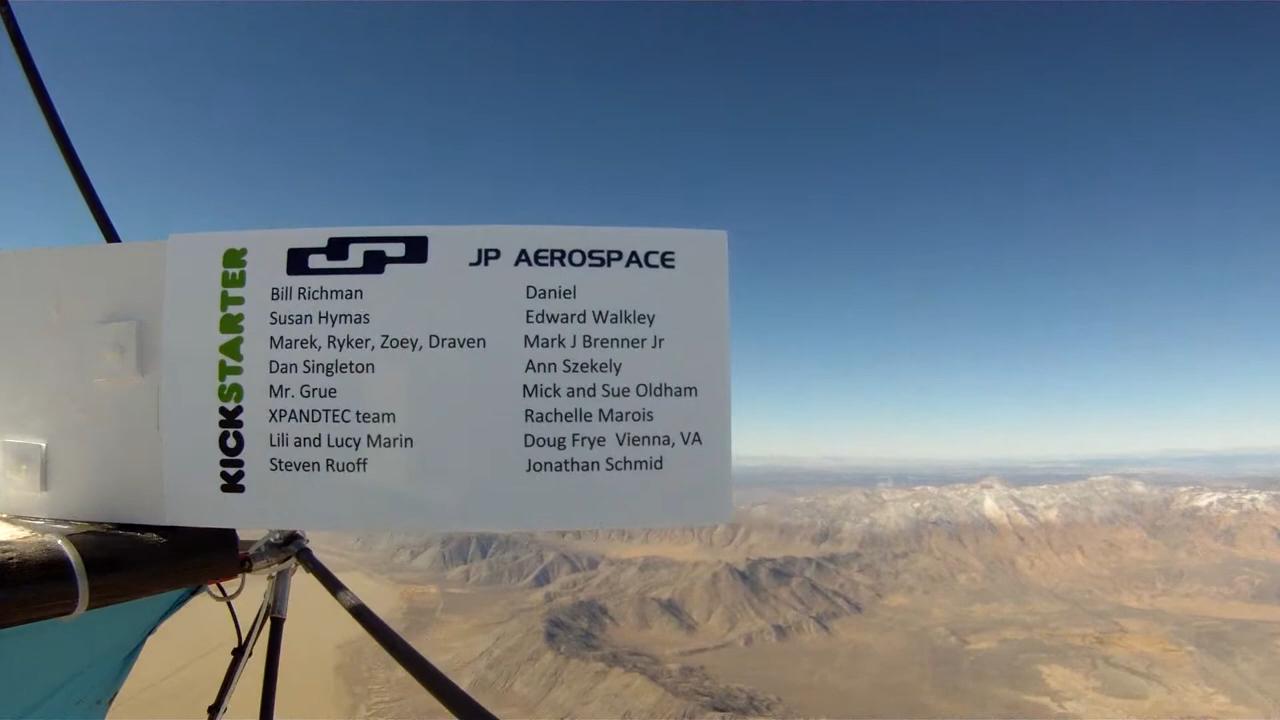 KICKSTARTER
JP JP AEROSPACE
Bill Richman
Susan Hymas
Marek, Ryker, Zoey, Draven
Dan Singleton
Mr. Grue
XPANDTEC team
Lili and Lucy Marin
Steven Ruoff
Daniel
Edward Walkley
Mark J Brenner Jr
Ann Szekely
Mick and Sue Oldham
Rachelle Marois
Doug Frye Vienna, VA
Jonathan Schmid